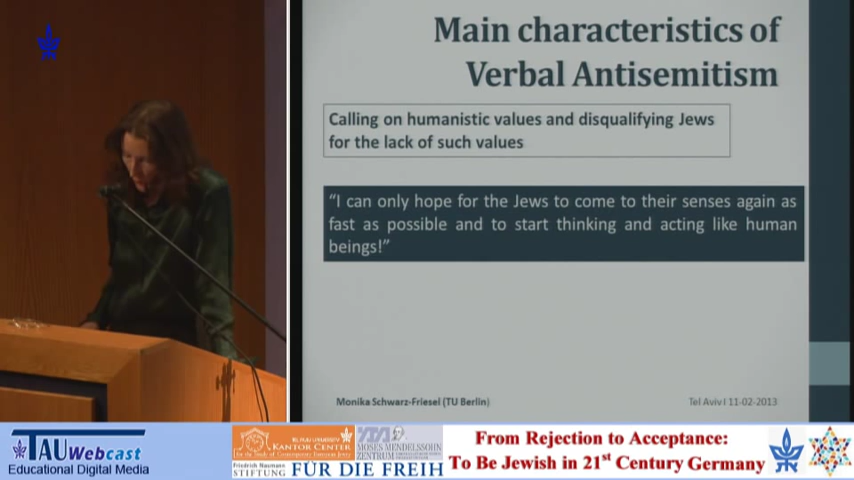 Main characteristics of
Verbal Antisemitism
Calling on humanistic values and disqualifying Jews
for the lack of such values
“I can only hope for the Jews to come to their senses again as
fast as possible and to start thinking and acting like human
beings!”
Monika Schwarz-Friesel (TU Berlin)
Tel Aviv I 11-02-2013
TAU Webcast
Educational Digital Media
KANTOR CENTER
MOSES MENDELSSOHN
ZENTRUM
Friedrich Naumann
STIFTUNG FÜR DIE FREIH
From Rejection to Acceptance:
To Be Jewish in 21st Century Germany